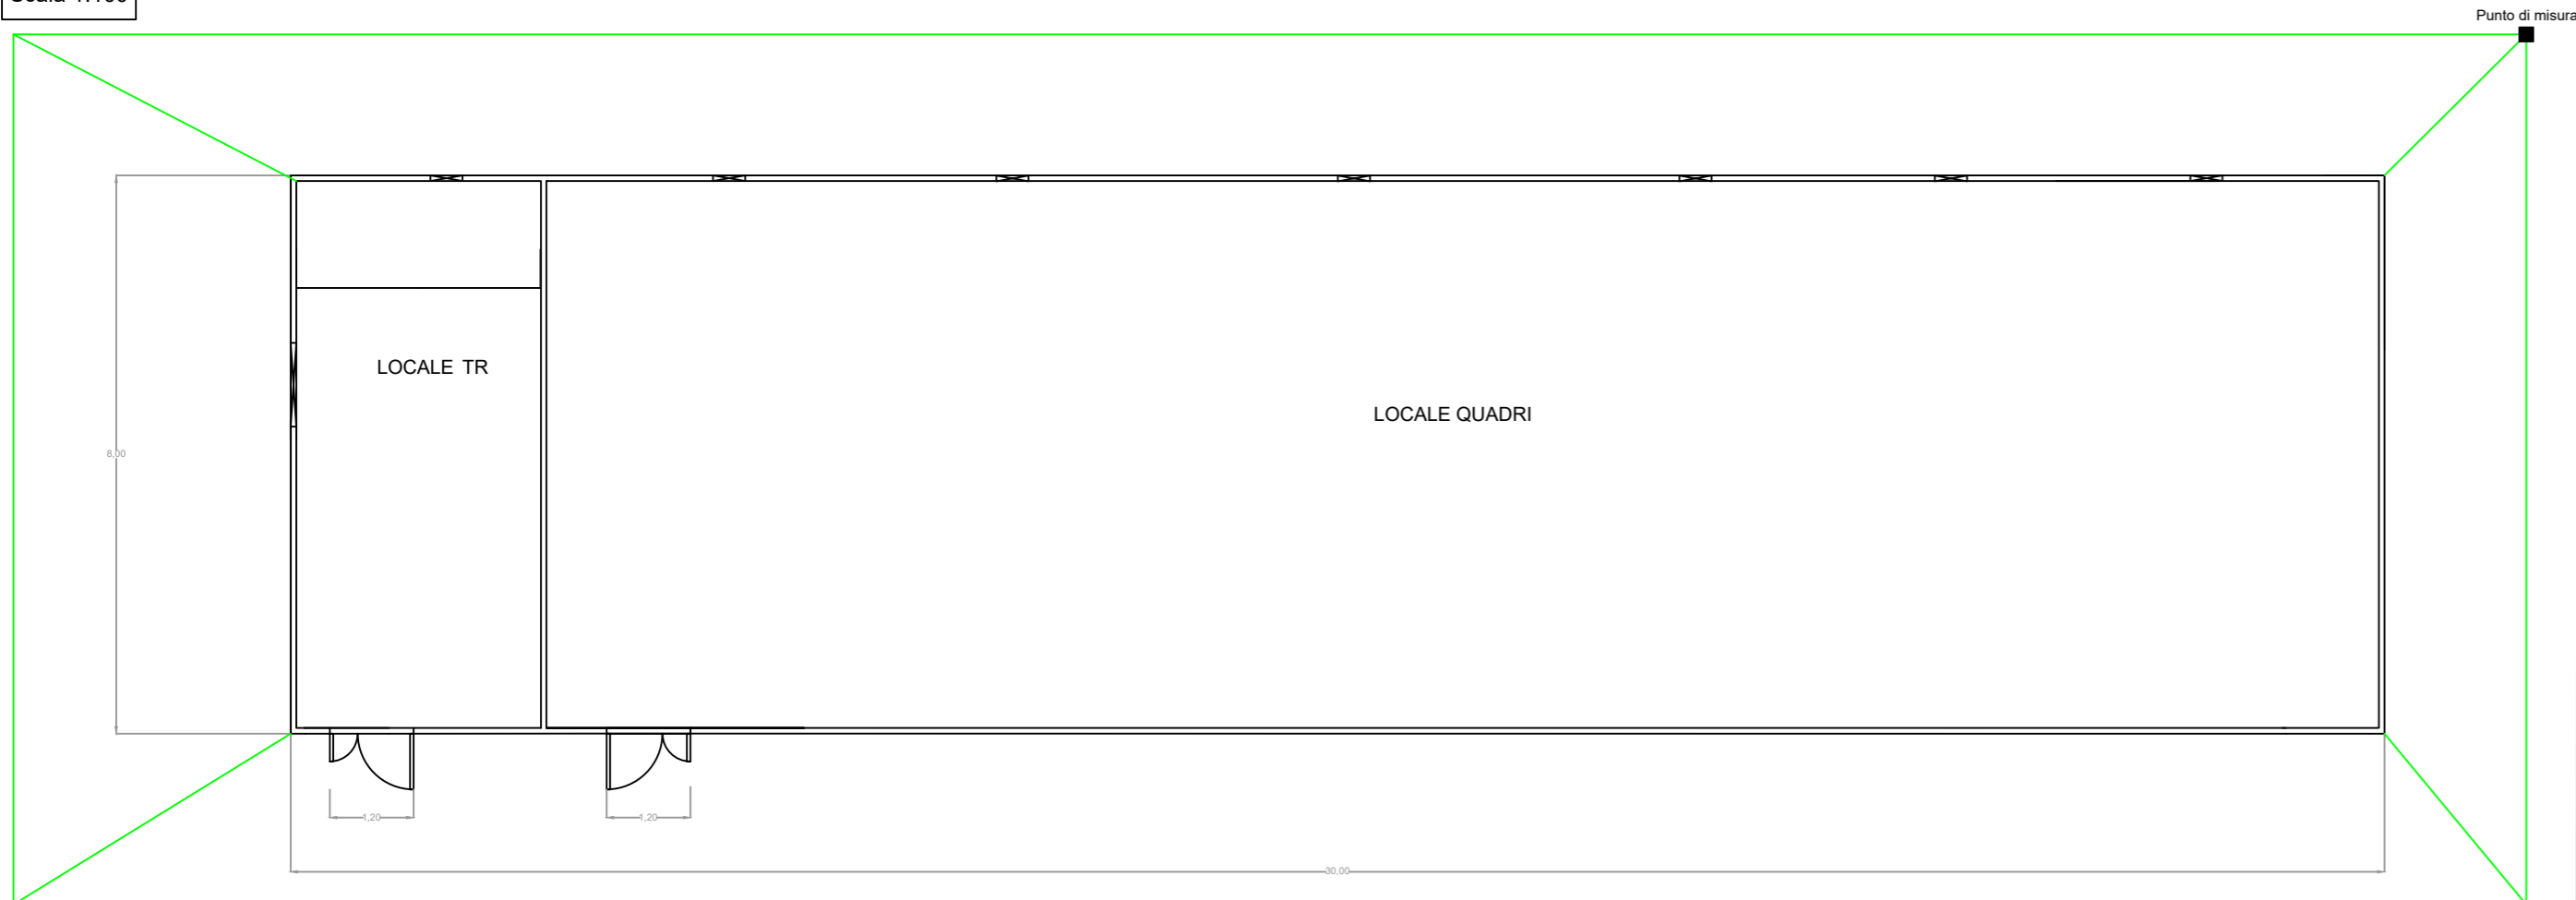 Punto di misura
LOCALE TR
LOCALE QUADRI
8,00
1,20
1,20
30,00